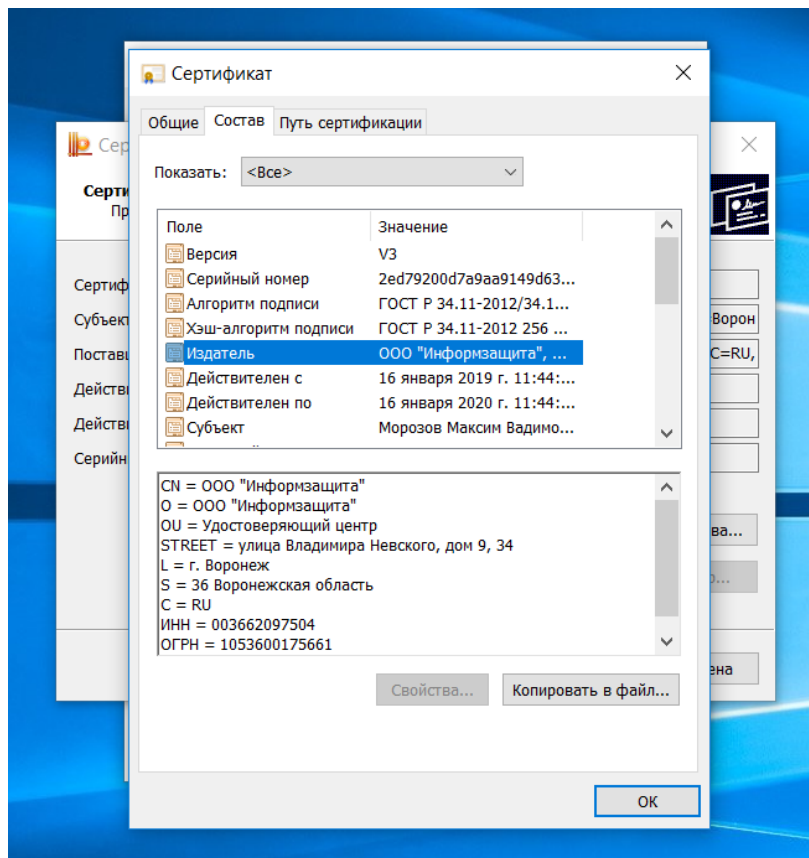 Сертификат
Общие Состав Путь сертификации
Показать: <Все>
Поле Значение
Версия V3
Серийный номер 2ed79200d7a9aa9149d63...
Алгоритм подписи ГОСТ Р 34.11-2012/34.1...
Хэш-алгоритм подписи ГОСТ Р 34.11-2012 256 ...
Издатель ООО "Информзащита", ...
Действителен с 16 января 2019 г. 11:44:...
Действителен по 16 января 2020 г. 11:44:...
Субъект Морозов Максим Вадимо...
CN = ООО "Информзащита"
O = ООО "Информзащита"
OU = Удостоверяющий центр
STREET = улица Владимира Невского, дом 9, 34
L = г. Воронеж
S = 36 Воронежская область
C = RU
ИНН = 003662097504
ОГРН = 1053600175661
Свойства... Копировать в файл...
ОК
Сер
Серти
Пр
Сертиф
Субъект Ворон
Постав C=RU,
Действ
Действ
Серийн
ва...
ена